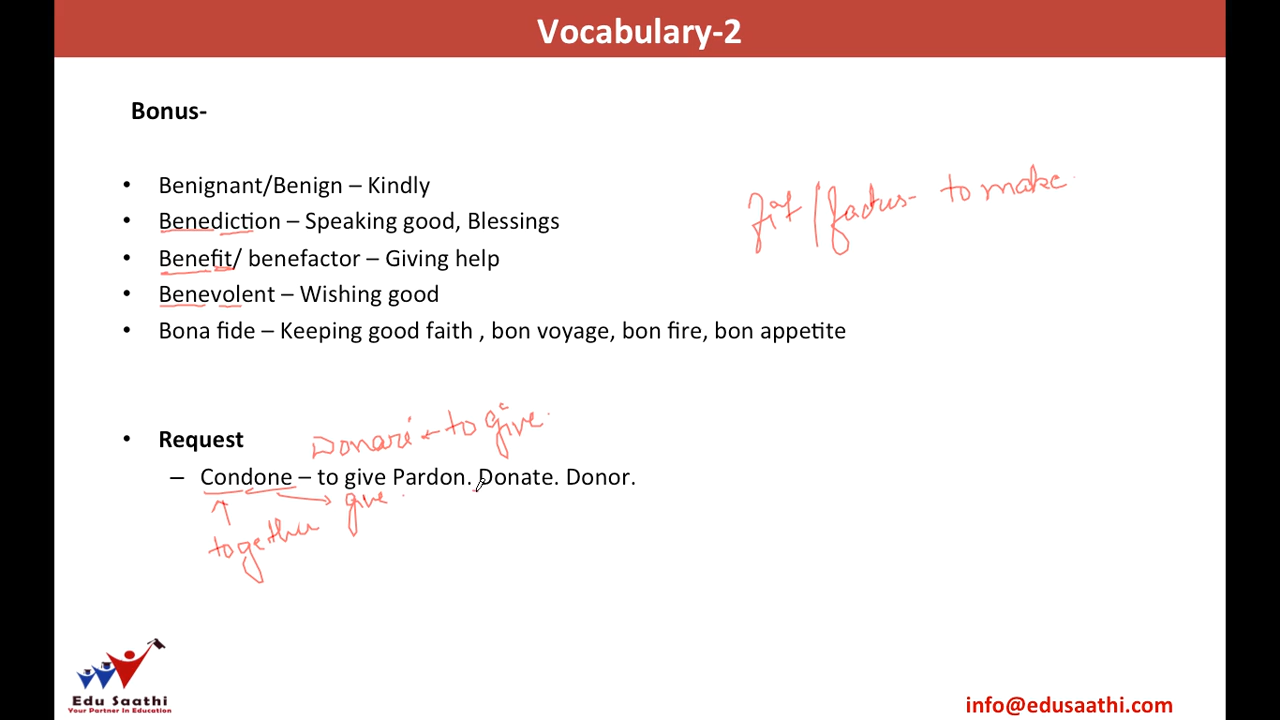 Vocabulary-2
Bonus-
• Benignant/Benign – Kindly
fit/factus- to make
• Benediction – Speaking good, Blessings
• Benefit/ benefactor – Giving help
• Benevolent – Wishing good
• Bona fide – Keeping good faith , bon voyage, bon fire, bon appetite
Donare - to give.
• Request
– Condone – to give Pardon. Donate. Donor.
give.
together
Edu Saathi
Your Partner In Education
info@edusaathi.com